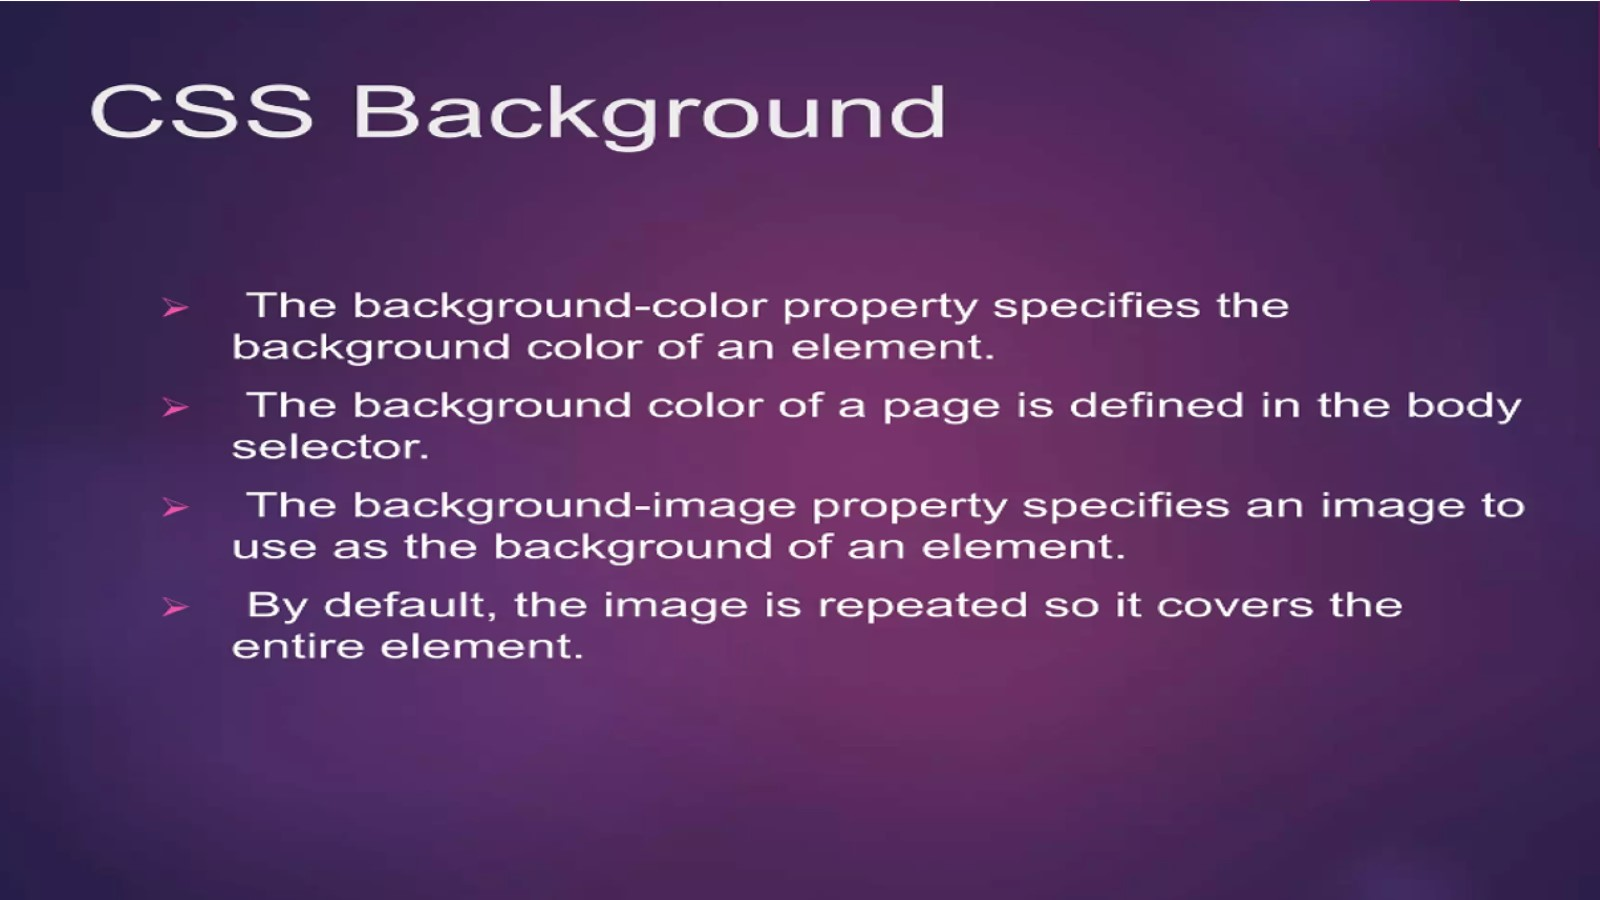 CSS Background
➢ The background-color property specifies the
background color of an element.
➢ The background color of a page is defined in the body
selector.
➢ The background-image property specifies an image to
use as the background of an element.
➢ By default, the image is repeated so it covers the
entire element.